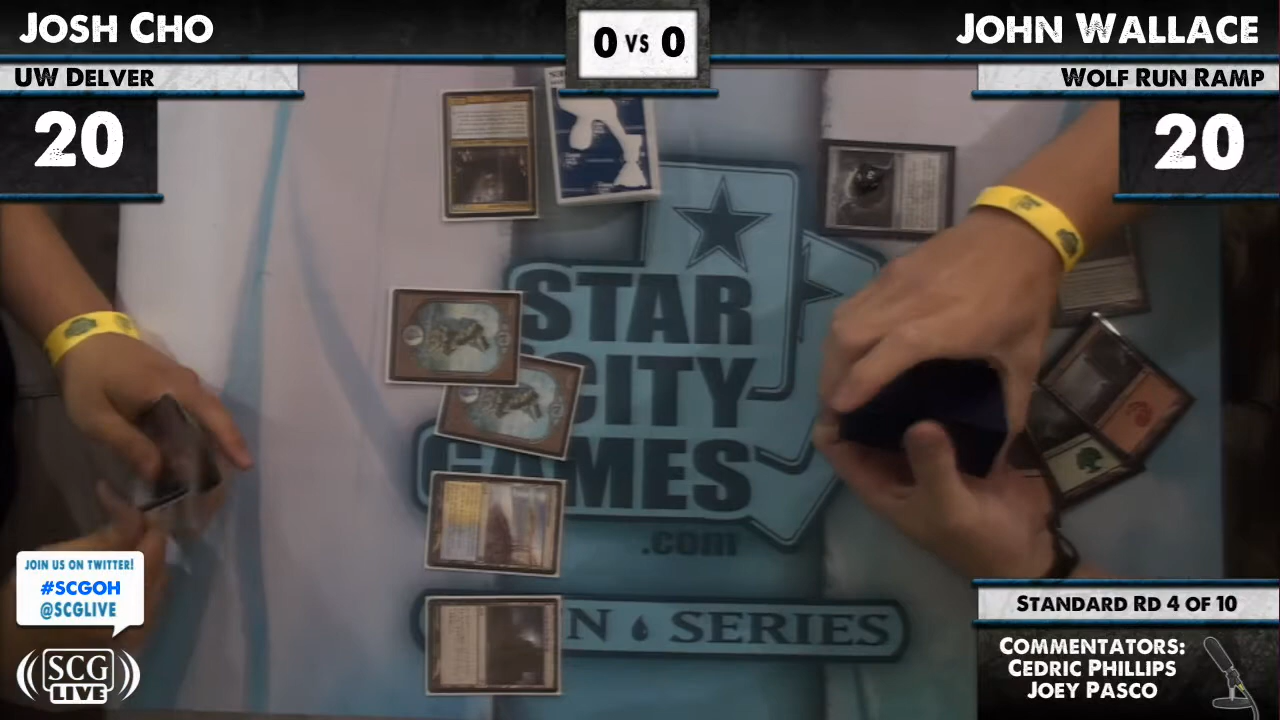 JOSH CHO
0 VS 0
JOHN WALLACE
UW DELVER
WOLF RUN RAMP
20
20
STAR
CITY
GAMES
.com
N SERIES
JOIN US ON TWITTER!
#SCGOH
@SCGLIVE
SCG
LIVE
STANDARD RD 4 OF 10
COMMENTATORS:
CEDRIC PHILLIPS
JOEY PASCO